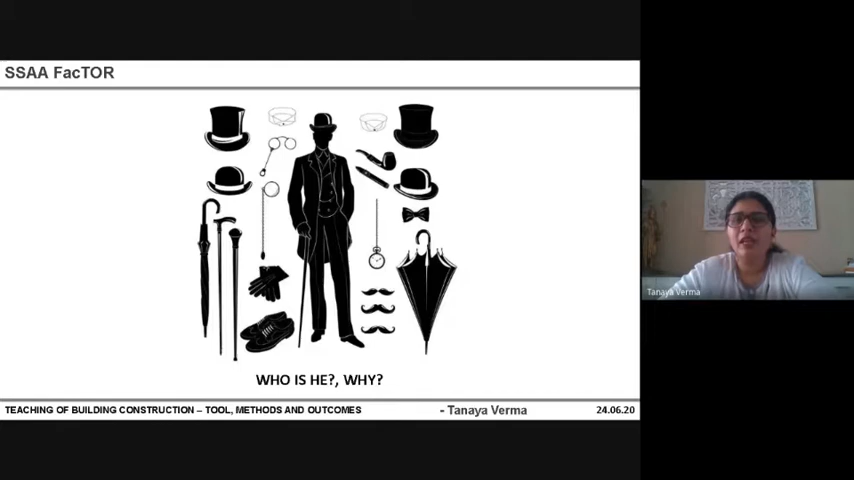 SSAA FacTOR
WHO IS HE?, WHY?
TEACHING OF BUILDING CONSTRUCTION – TOOL, METHODS AND OUTCOMES
- Tanaya Verma
24.06.20
Tanaya Verma